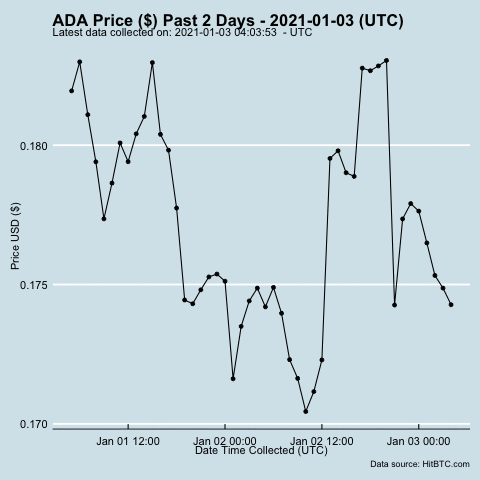 ADA Price ($) Past 2 Days - 2021-01-03 (UTC)
Latest data collected on: 2021-01-03 04:03:53 - UTC
Price USD ($)
0.180
0.175
0.170
Jan 01 12:00 Jan 02 00:00 Jan 02 12:00 Jan 03 00:00
Date Time Collected (UTC)
Data source: HitBTC.com